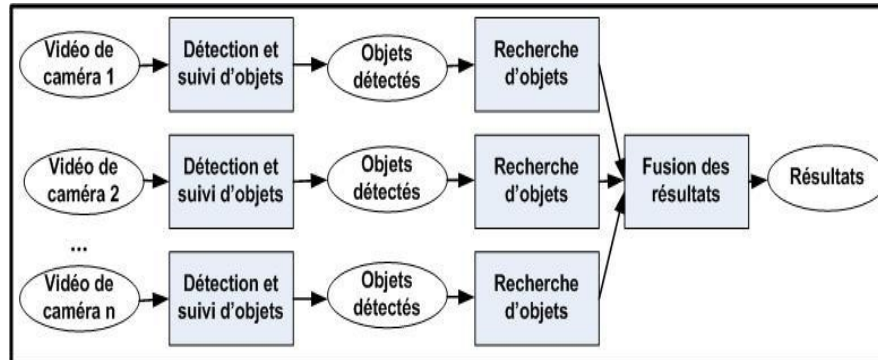 Vidéo de
caméra 1
Détection et
suivi d'objets
Objets
détectés
Recherche
d'objets
Vidéo de
caméra 2
Détection et
suivi d'objets
Objets
détectés
Recherche
d'objets
Fusion des
résultats
Résultats
...
Vidéo de
caméra n
Détection et
suivi d'objets
Objets
détectés
Recherche
d'objets